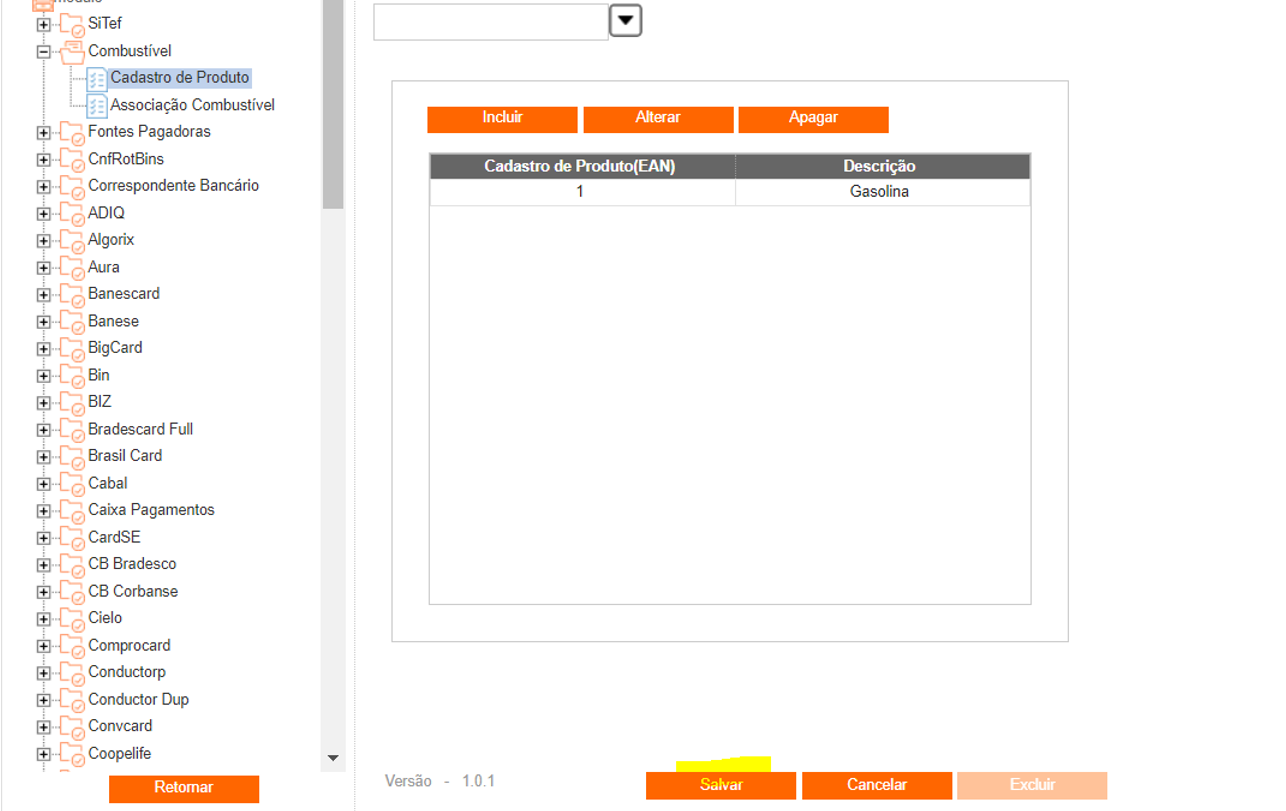 SiTef
Combustível
Cadastro de Produto
Associação Combustível
Fontes Pagadoras
CnfRotBins
Correspondente Bancário
ADIQ
Algorix
Aura
Banescard
Banese
BigCard
Bin
BIZ
Bradescard Full
Brasil Card
Cabal
Caixa Pagamentos
CardSE
CB Bradesco
CB Corbanse
Cielo
Comprocard
Conductorp
Conductor Dup
Convcard
Coopelife
Retornar
Incluir Alterar Apagar
Cadastro de Produto(EAN) Descrição
1 Gasolina
Versão - 1.0.1
Salvar Cancelar Excluir